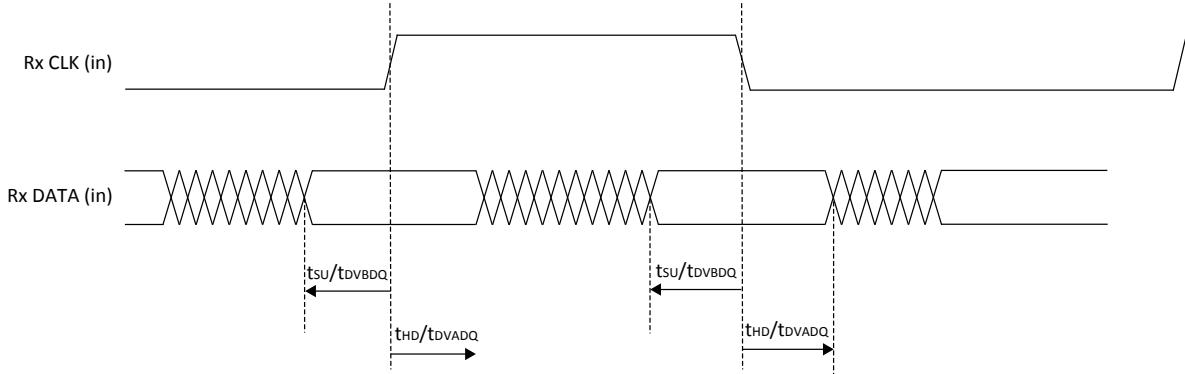 Rx CLK (in)
Rx DATA (in)
tSU/tDVBDQ
tSU/tDVBDQ
tHD/tDVADQ
tHD/tDVADQ